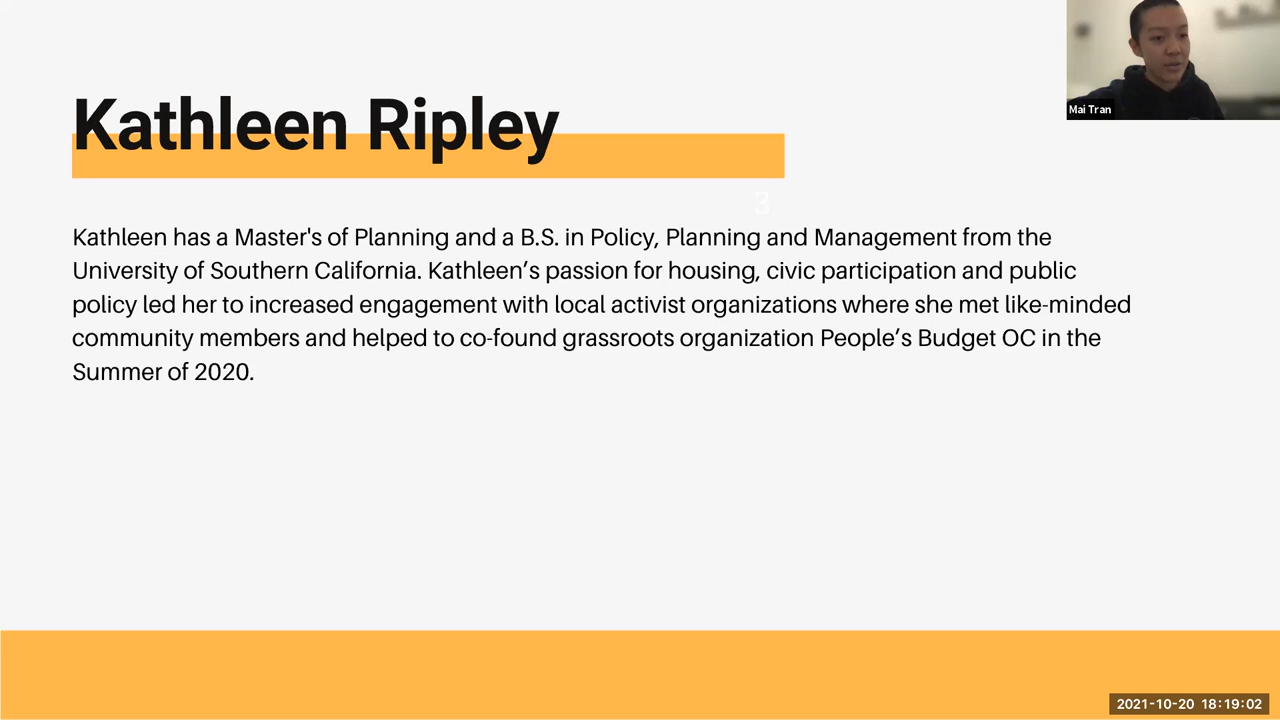 Mai Tran
Kathleen Ripley
3
Kathleen has a Master's of Planning and a B.S. in Policy, Planning and Management from the
University of Southern California. Kathleen’s passion for housing, civic participation and public
policy led her to increased engagement with local activist organizations where she met like-minded
community members and helped to co-found grassroots organization People’s Budget OC in the
Summer of 2020.
2021-10-20 18:19:02